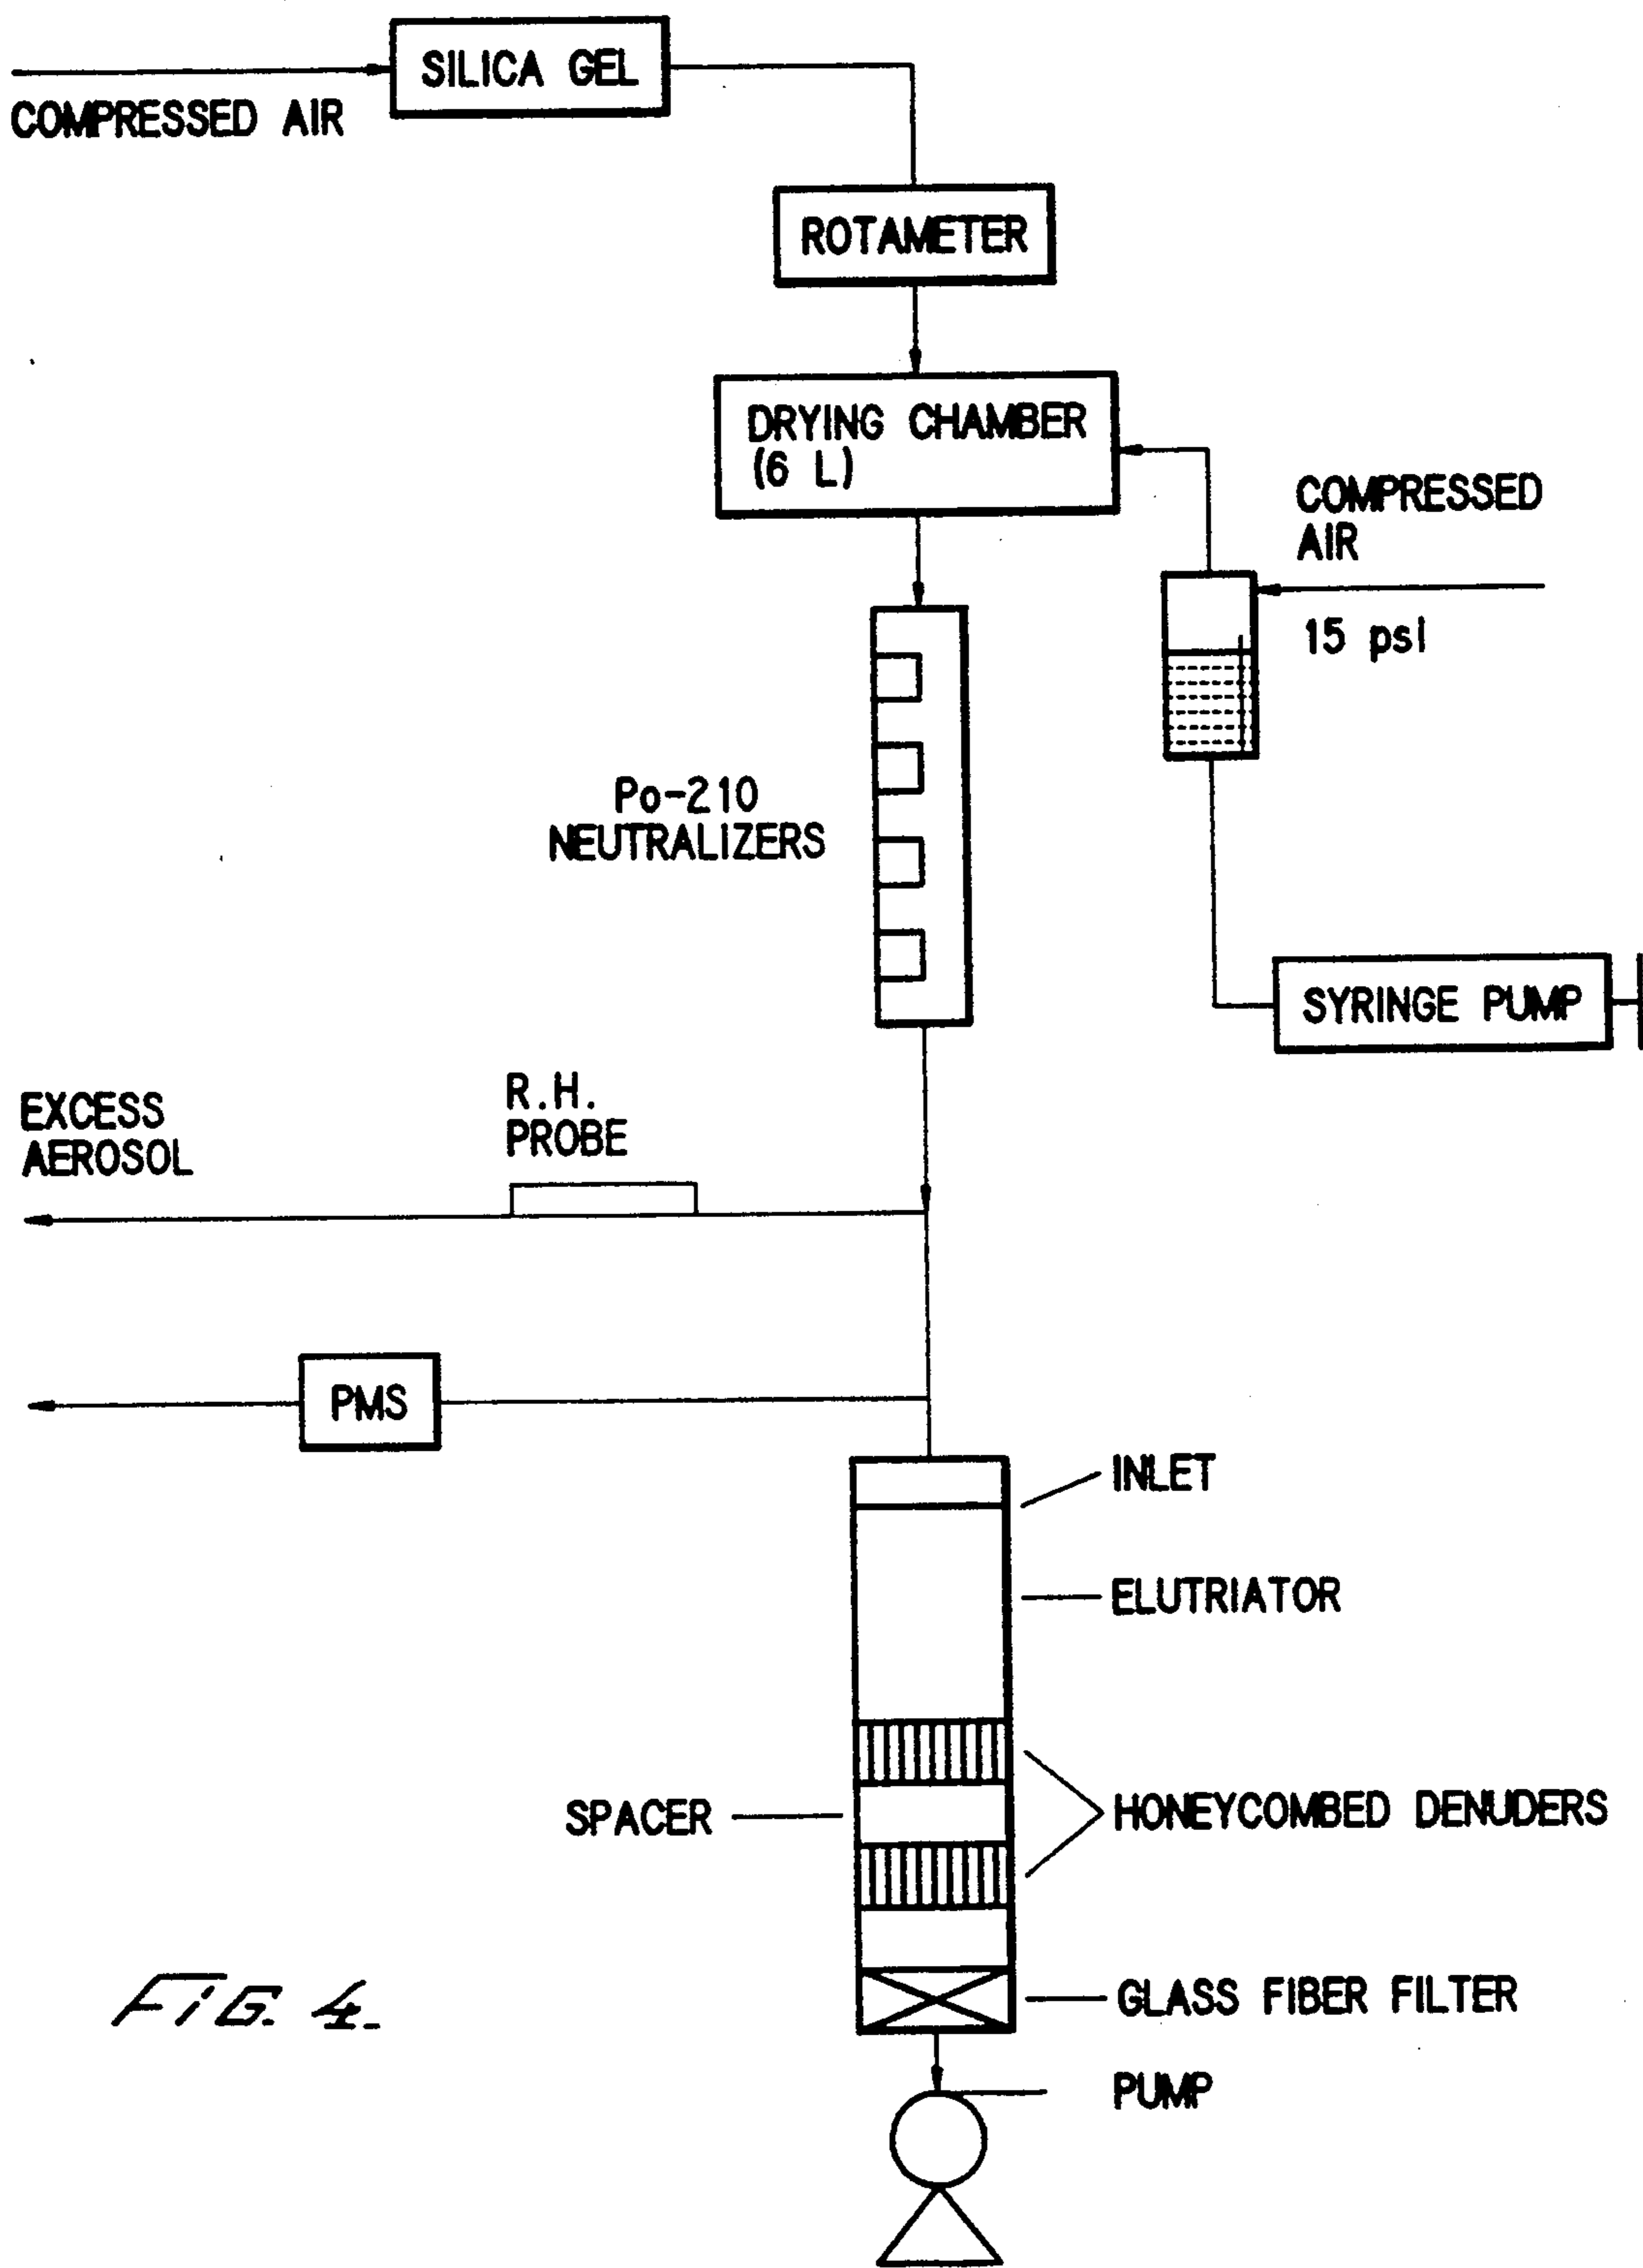 SILICA GEL
COMPRESSED AIR
ROTAMETER
DRYING CHAMBER
(6 L)
COMPRESSED
AIR
15 psi
Po-210
NEUTRALIZERS
SYRINGE PUMP
EXCESS
AEROSOL
R.H.
PROBE
PMS
INLET
ELUTRIATOR
SPACER
HONEYCOMBED DENUDERS
GLASS FIBER FILTER
FIG. 4.
PUMP